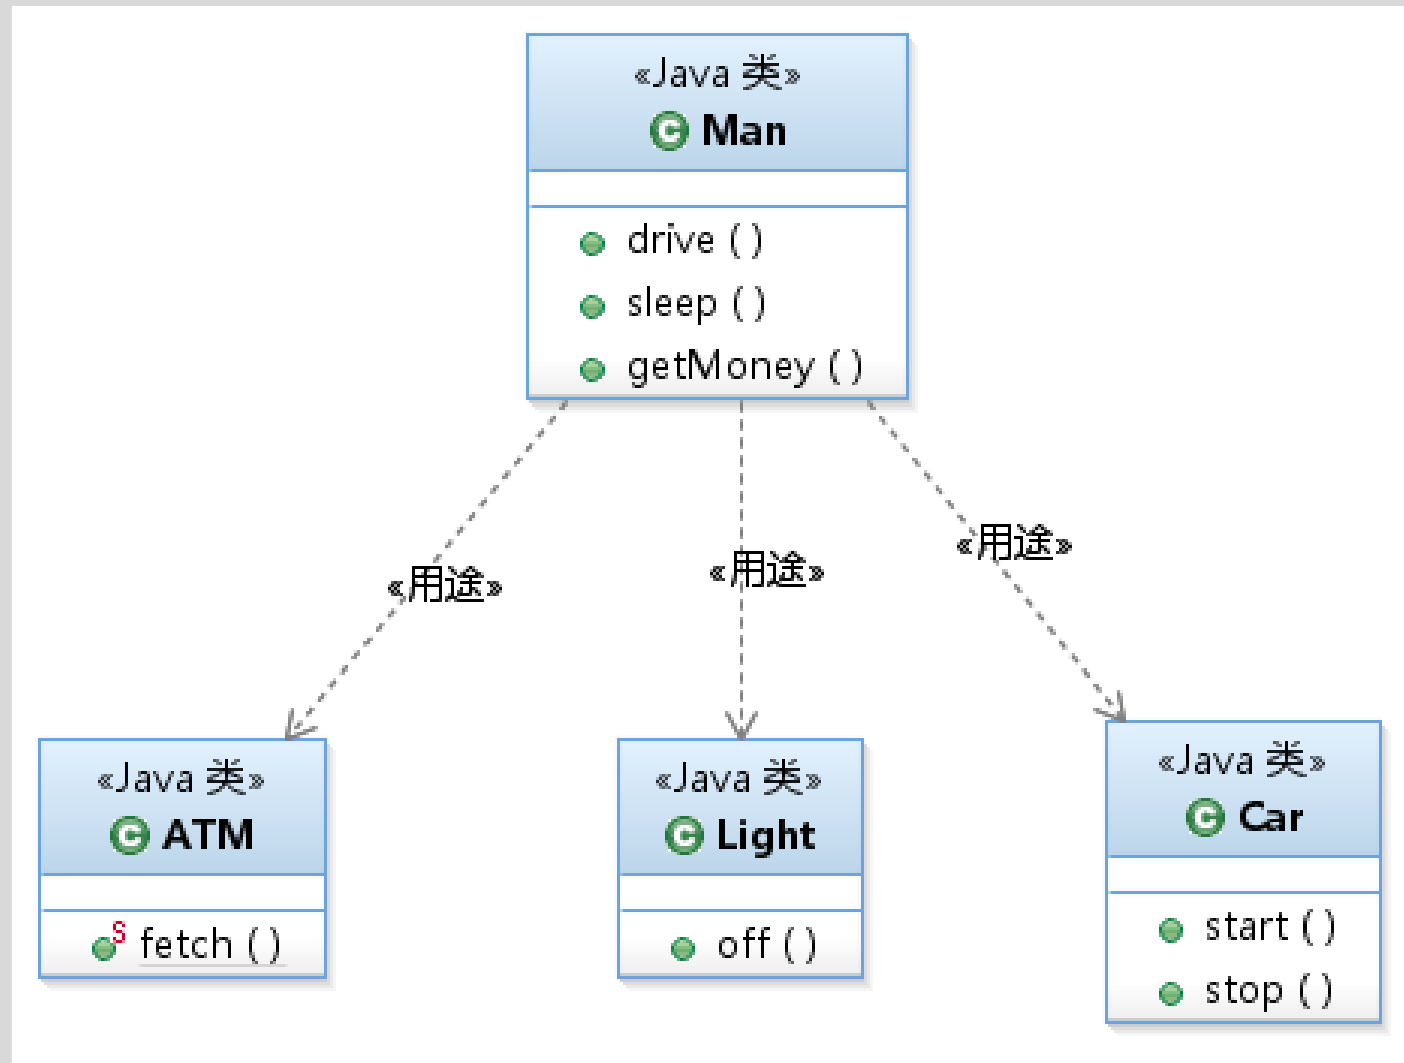 «Java 类»
C Man
drive ( )
sleep ( )
getMoney ( )
«用途»
«用途»
«用途»
«Java 类»
C ATM
S fetch ( )
«Java 类»
C Light
off ( )
«Java 类»
C Car
start ( )
stop ( )